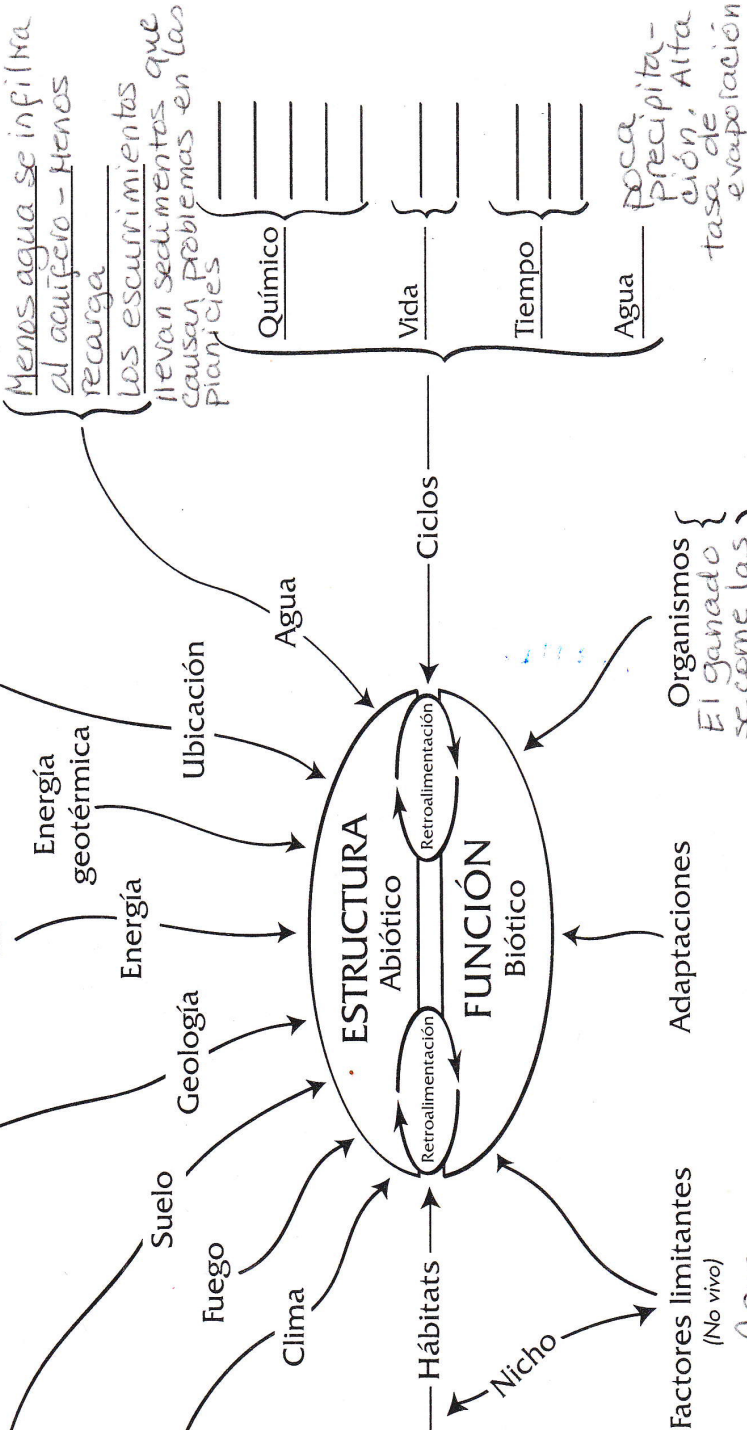 Menos agua se infiltra
al acuífero - Menos
recarga
Los escurrimientos
llevan sedimentos que
causan problemas en las
planicies
Energía
geotérmica
Energía
Ubicación
Agua
Geología
Suelo
Fuego
Clima
Hábitats
Nicho
Factores limitantes
(No vivo)
Adaptaciones
Organismos
El ganado
se come las
ESTRUCTURA
Abiótico
Retroalimentación
Retroalimentación
FUNCIÓN
Biótico
Ciclos
Químico
Vida
Tiempo
Agua
poca
precipita-
ción. Alta
tasa de
evaporación